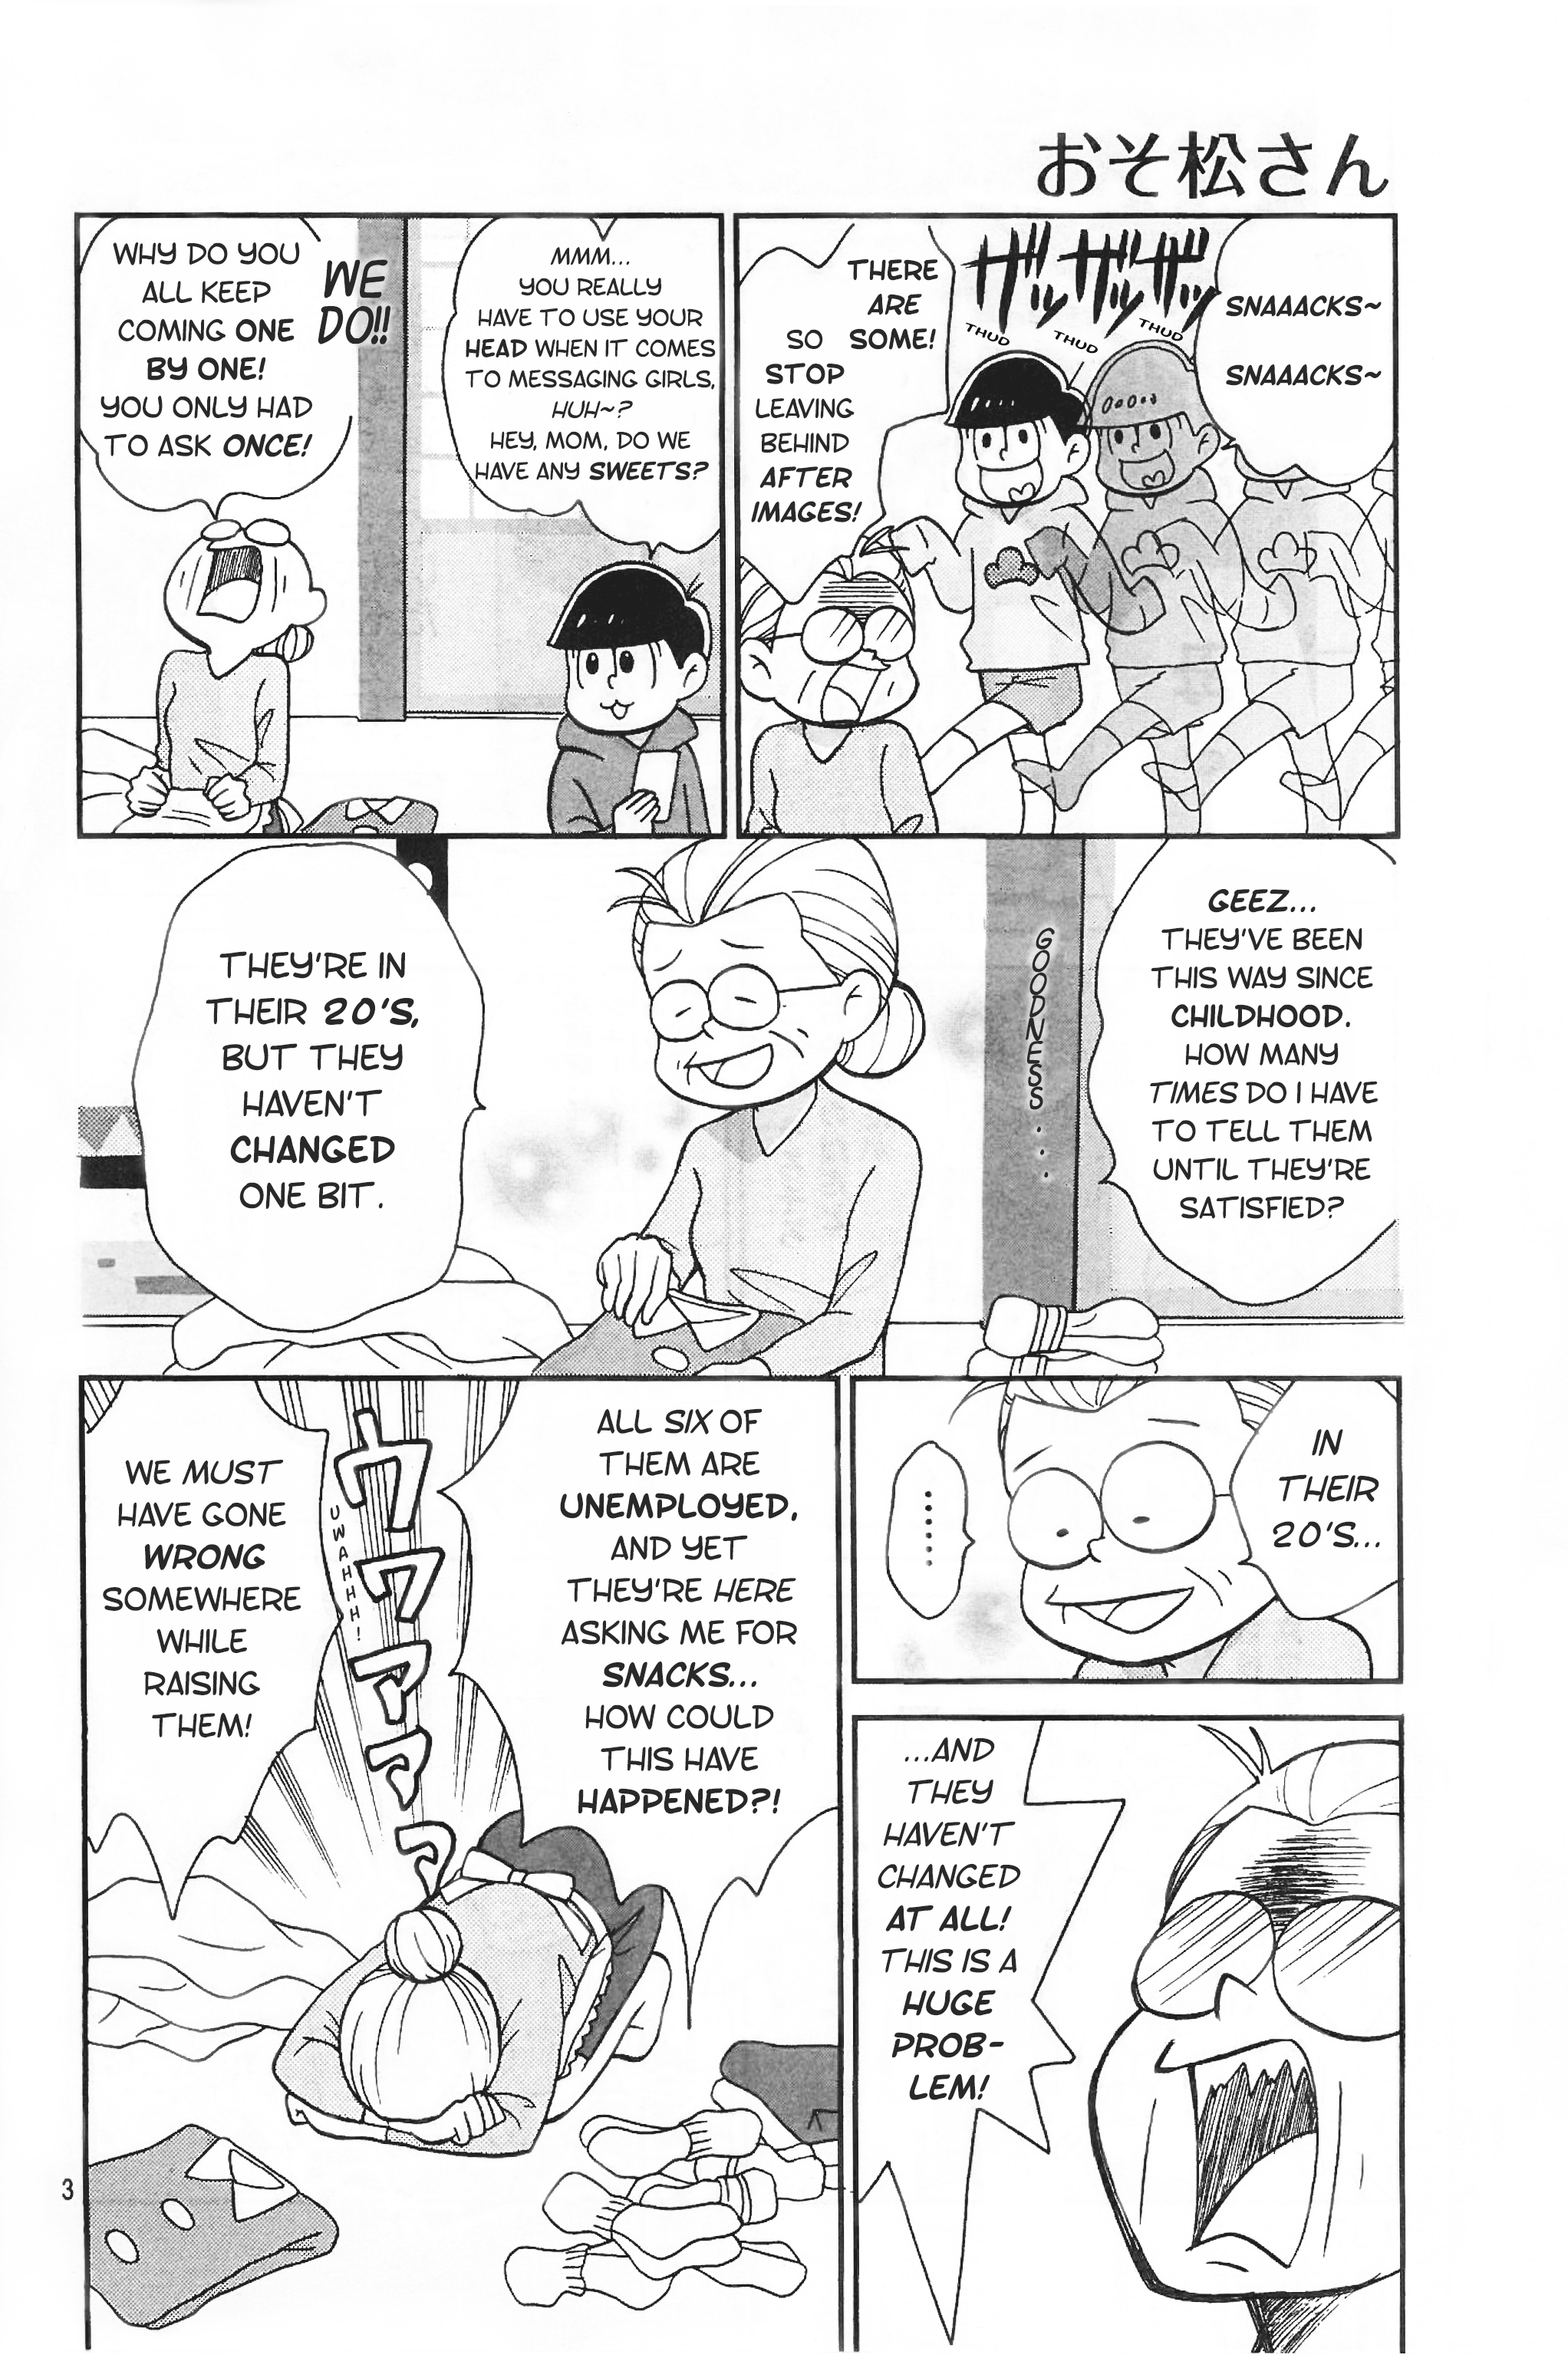 おそ松さん
SNAAACKS~
SNAAACKS~
ザッザッザッ
THUD
THUD
THUD
THERE
ARE
SOME!
SO
STOP
LEAVING
BEHIND
AFTER
IMAGES!
MMM...
YOU REALLY
HAVE TO USE YOUR
HEAD WHEN IT COMES
TO MESSAGING GIRLS,
HUH~?
HEY, MOM, DO WE
HAVE ANY SWEETS?
WE
DO!!
WHY DO YOU
ALL KEEP
COMING ONE
BY ONE!
YOU ONLY HAD
TO ASK ONCE!
GEEZ...
THEY'VE BEEN
THIS WAY SINCE
CHILDHOOD.
HOW MANY
TIMES DO I HAVE
TO TELL THEM
UNTIL THEY'RE
SATISFIED?
GOODNESS...
THEY'RE IN
THEIR 20'S,
BUT THEY
HAVEN'T
CHANGED
ONE BIT.
IN
THEIR
20'S...
......
...AND
THEY
HAVEN'T
CHANGED
AT ALL!
THIS IS A
HUGE
PROB-
LEM!
ALL SIX OF
THEM ARE
UNEMPLOYED,
AND YET
THEY'RE HERE
ASKING ME FOR
SNACKS...
HOW COULD
THIS HAVE
HAPPENED?!
ウワァァァ
UWAHHH!
WE MUST
HAVE GONE
WRONG
SOMEWHERE
WHILE
RAISING
THEM!
3